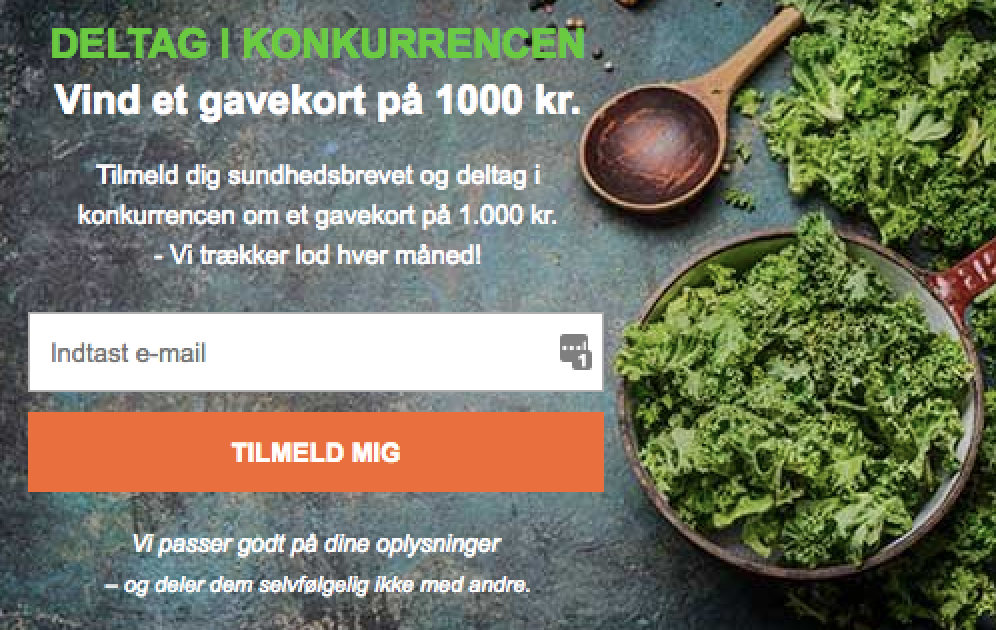 DELTAG I KONKURRENCEN
Vind et gavekort på 1000 kr.
Tilmeld dig sundhedsbrevet og deltag i
konkurrencen om et gavekort på 1.000 kr.
- Vi trækker lod hver måned!
Indtast e-mail
1
TILMELD MIG
Vi passer godt på dine oplysninger
– og deler dem selvfølgelig ikke med andre.